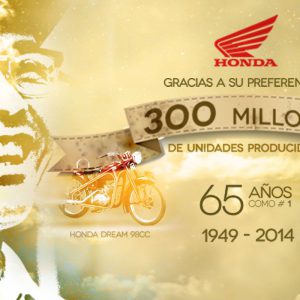 HONDA
GRACIAS A SU PREFEREN
300 MILLO
DE UNIDADES PRODUCID
65 AÑOS
COMO # 1
HONDA DREAM 98CC
1949 - 2014